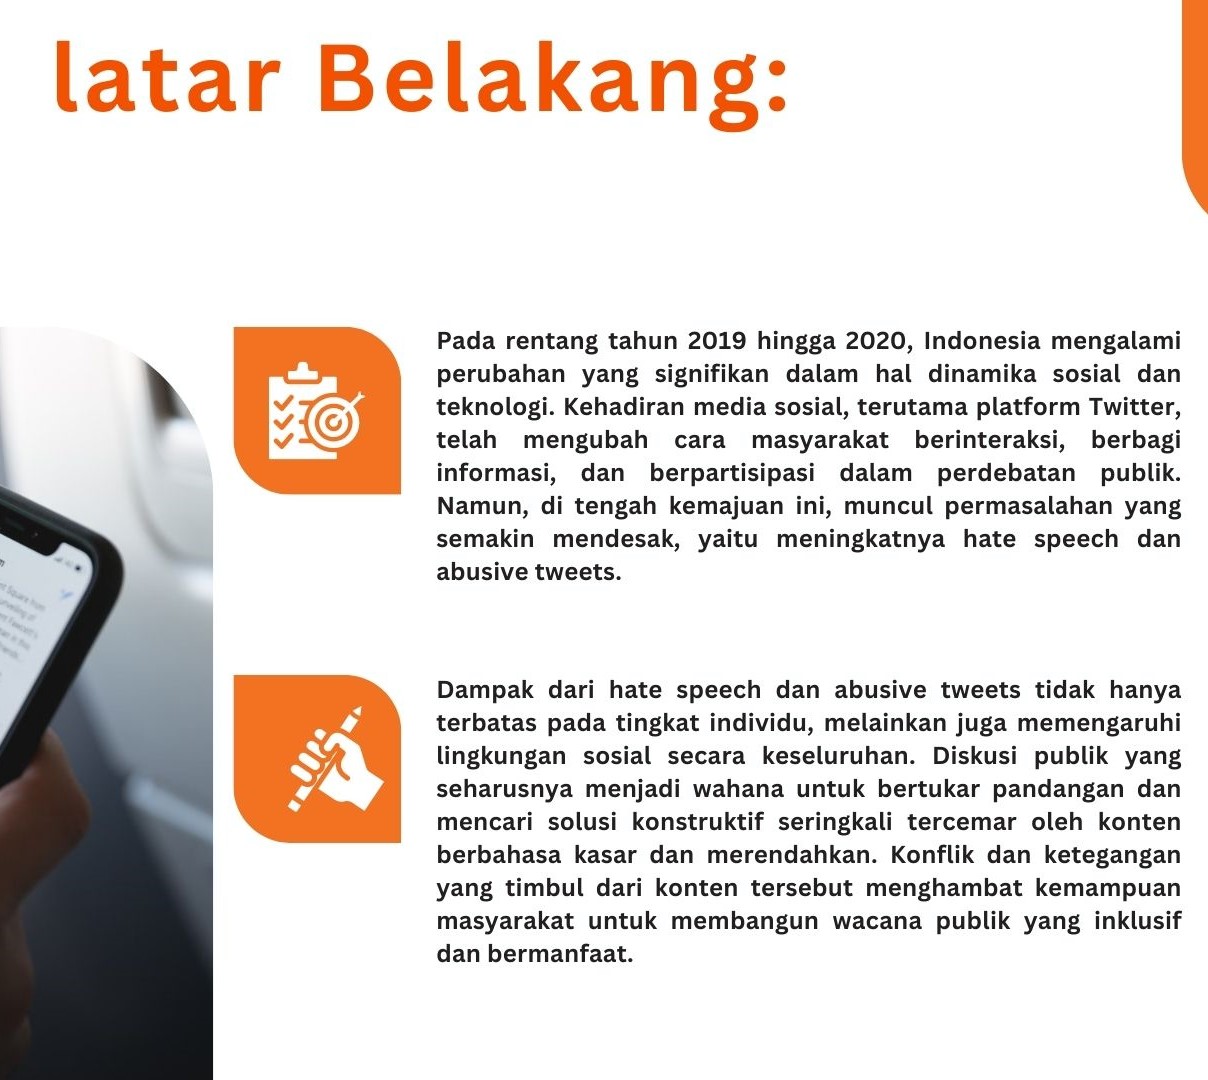 latar Belakang:
Pada rentang tahun 2019 hingga 2020, Indonesia mengalami
perubahan yang signifikan dalam hal dinamika sosial dan
teknologi. Kehadiran media sosial, terutama platform Twitter,
telah mengubah cara masyarakat berinteraksi, berbagi
informasi, dan berpartisipasi dalam perdebatan publik.
Namun, di tengah kemajuan ini, muncul permasalahan yang
semakin mendesak, yaitu meningkatnya hate speech dan
abusive tweets.
Dampak dari hate speech dan abusive tweets tidak hanya
terbatas pada tingkat individu, melainkan juga memengaruhi
lingkungan sosial secara keseluruhan. Diskusi publik yang
seharusnya menjadi wahana untuk bertukar pandangan dan
mencari solusi konstruktif seringkali tercemar oleh konten
berbahasa kasar dan merendahkan. Konflik dan ketegangan
yang timbul dari konten tersebut menghambat kemampuan
masyarakat untuk membangun wacana publik yang inklusif
dan bermanfaat.